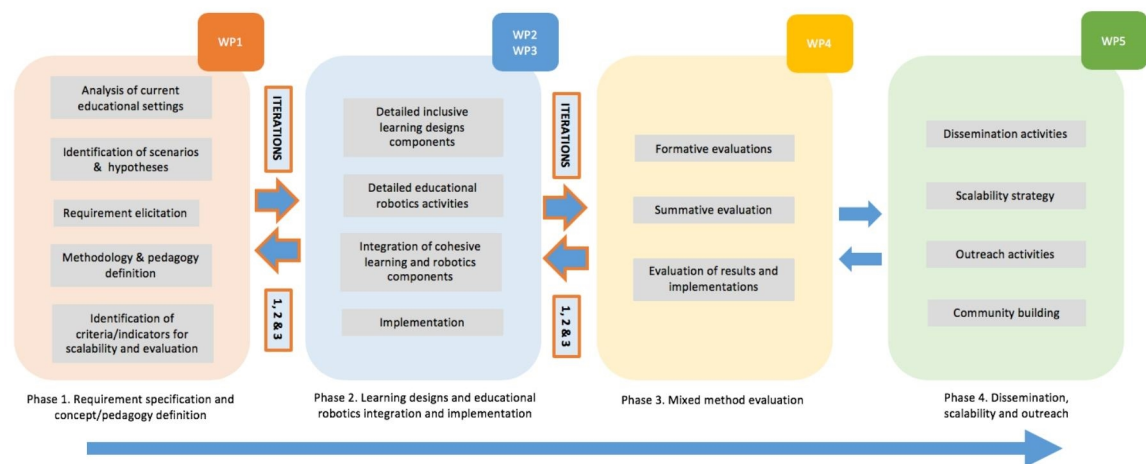 WP1
Analysis of current
educational settings
Identification of scenarios
& hypotheses
Requirement elicitation
Methodology & pedagogy
definition
Identification of
criteria/indicators for
scalability and evaluation
Phase 1. Requirement specification and
concept/pedagogy definition
ITERATIONS
1, 2 & 3
WP2
WP3
Detailed inclusive
learning designs
components
Detailed educational
robotics activities
Integration of cohesive
learning and robotics
components
Implementation
Phase 2. Learning designs and educational
robotics integration and implementation
ITERATIONS
1, 2 & 3
WP4
Formative evaluations
Summative evaluation
Evaluation of results and
implementations
Phase 3. Mixed method evaluation
WP5
Dissemination activities
Scalability strategy
Outreach activities
Community building
Phase 4. Dissemination,
scalability and outreach